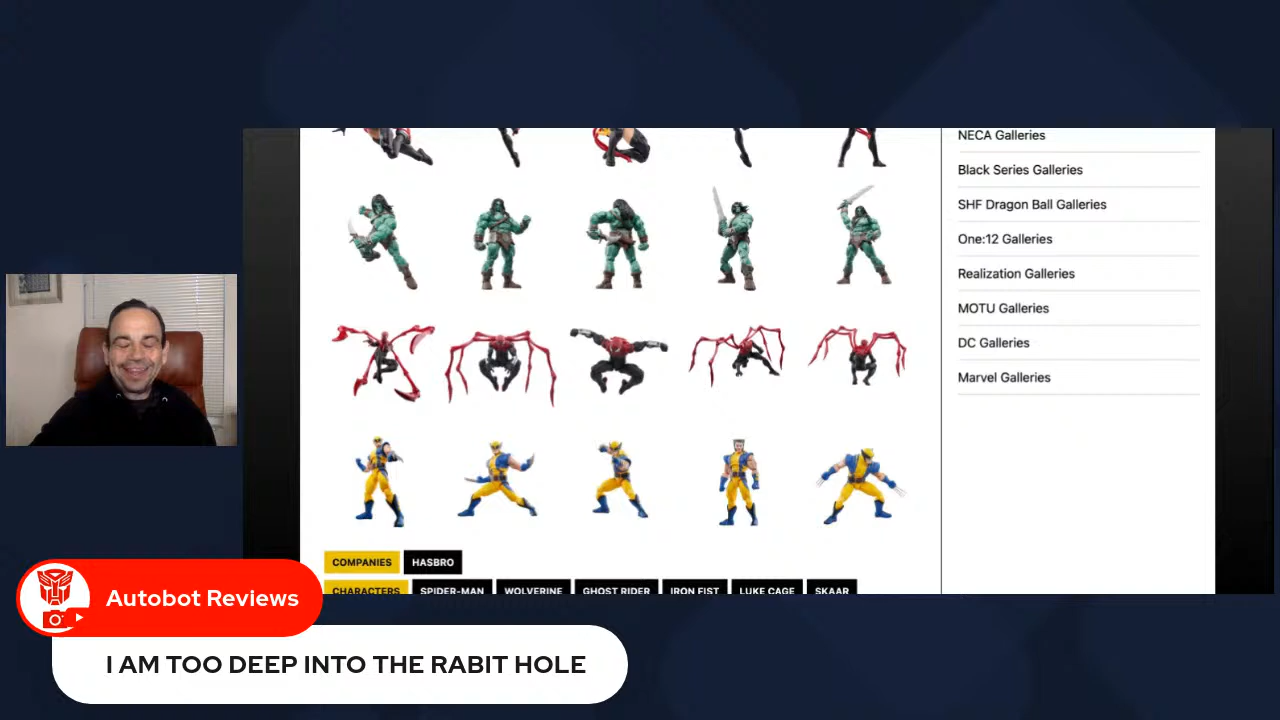 NECA Galleries
Black Series Galleries
SHF Dragon Ball Galleries
One:12 Galleries
Realization Galleries
MOTU Galleries
DC Galleries
Marvel Galleries
COMPANIES HASBRO
CHARACTERS SPIDER-MAN WOLVERINE GHOST RIDER IRON FIST LUKE CAGE SKAAR
Autobot Reviews
I AM TOO DEEP INTO THE RABIT HOLE